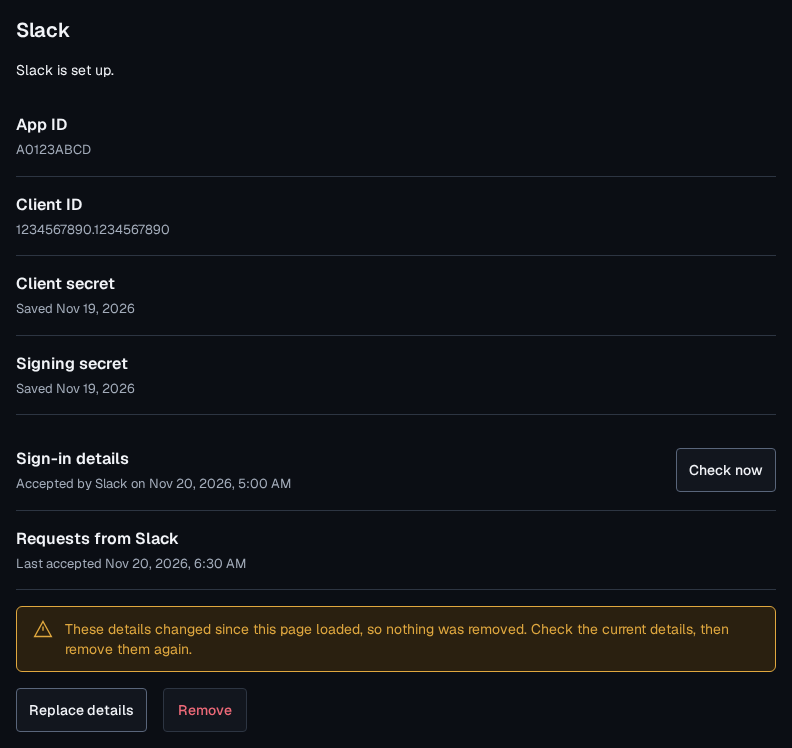 Slack
Slack is set up.
App ID
A0123ABCD
Client ID
1234567890.1234567890
Client secret
Saved Nov 19, 2026
Signing secret
Saved Nov 19, 2026
Sign-in details
Accepted by Slack on Nov 20, 2026, 5:00 AM
Check now
Requests from Slack
Last accepted Nov 20, 2026, 6:30 AM
These details changed since this page loaded, so nothing was removed. Check the current details, then
remove them again.
Replace details
Remove